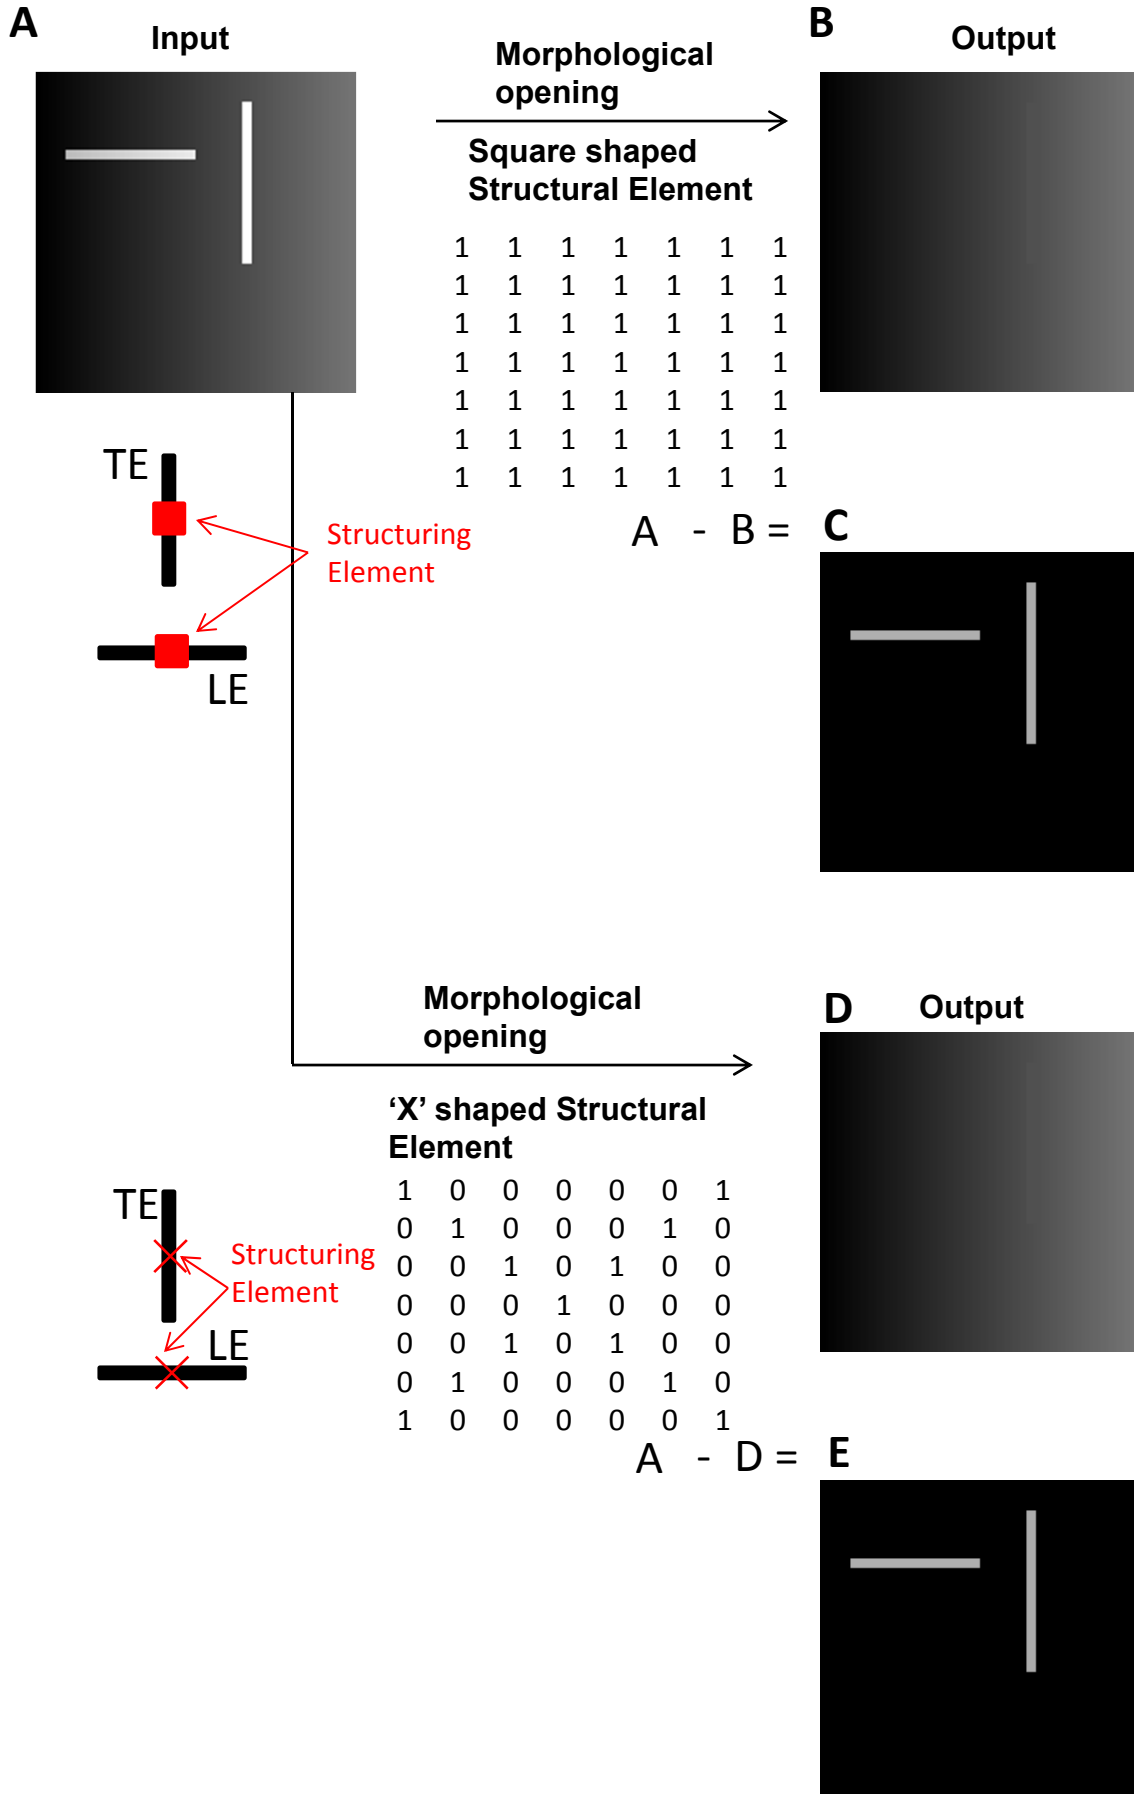 A
Input
Morphological
opening
B
Output
Square shaped
Structural Element
1 1 1 1 1 1 1
1 1 1 1 1 1 1
1 1 1 1 1 1 1
1 1 1 1 1 1 1
1 1 1 1 1 1 1
1 1 1 1 1 1 1
1 1 1 1 1 1 1
TE
Structuring
Element
LE
A - B = C
Morphological
opening
D
Output
‘X’ shaped Structural
Element
1 0 0 0 0 0 1
0 1 0 0 0 1 0
0 0 1 0 1 0 0
0 0 0 1 0 0 0
0 0 1 0 1 0 0
0 1 0 0 0 1 0
1 0 0 0 0 0 1
TE
Structuring
Element
LE
A - D = E